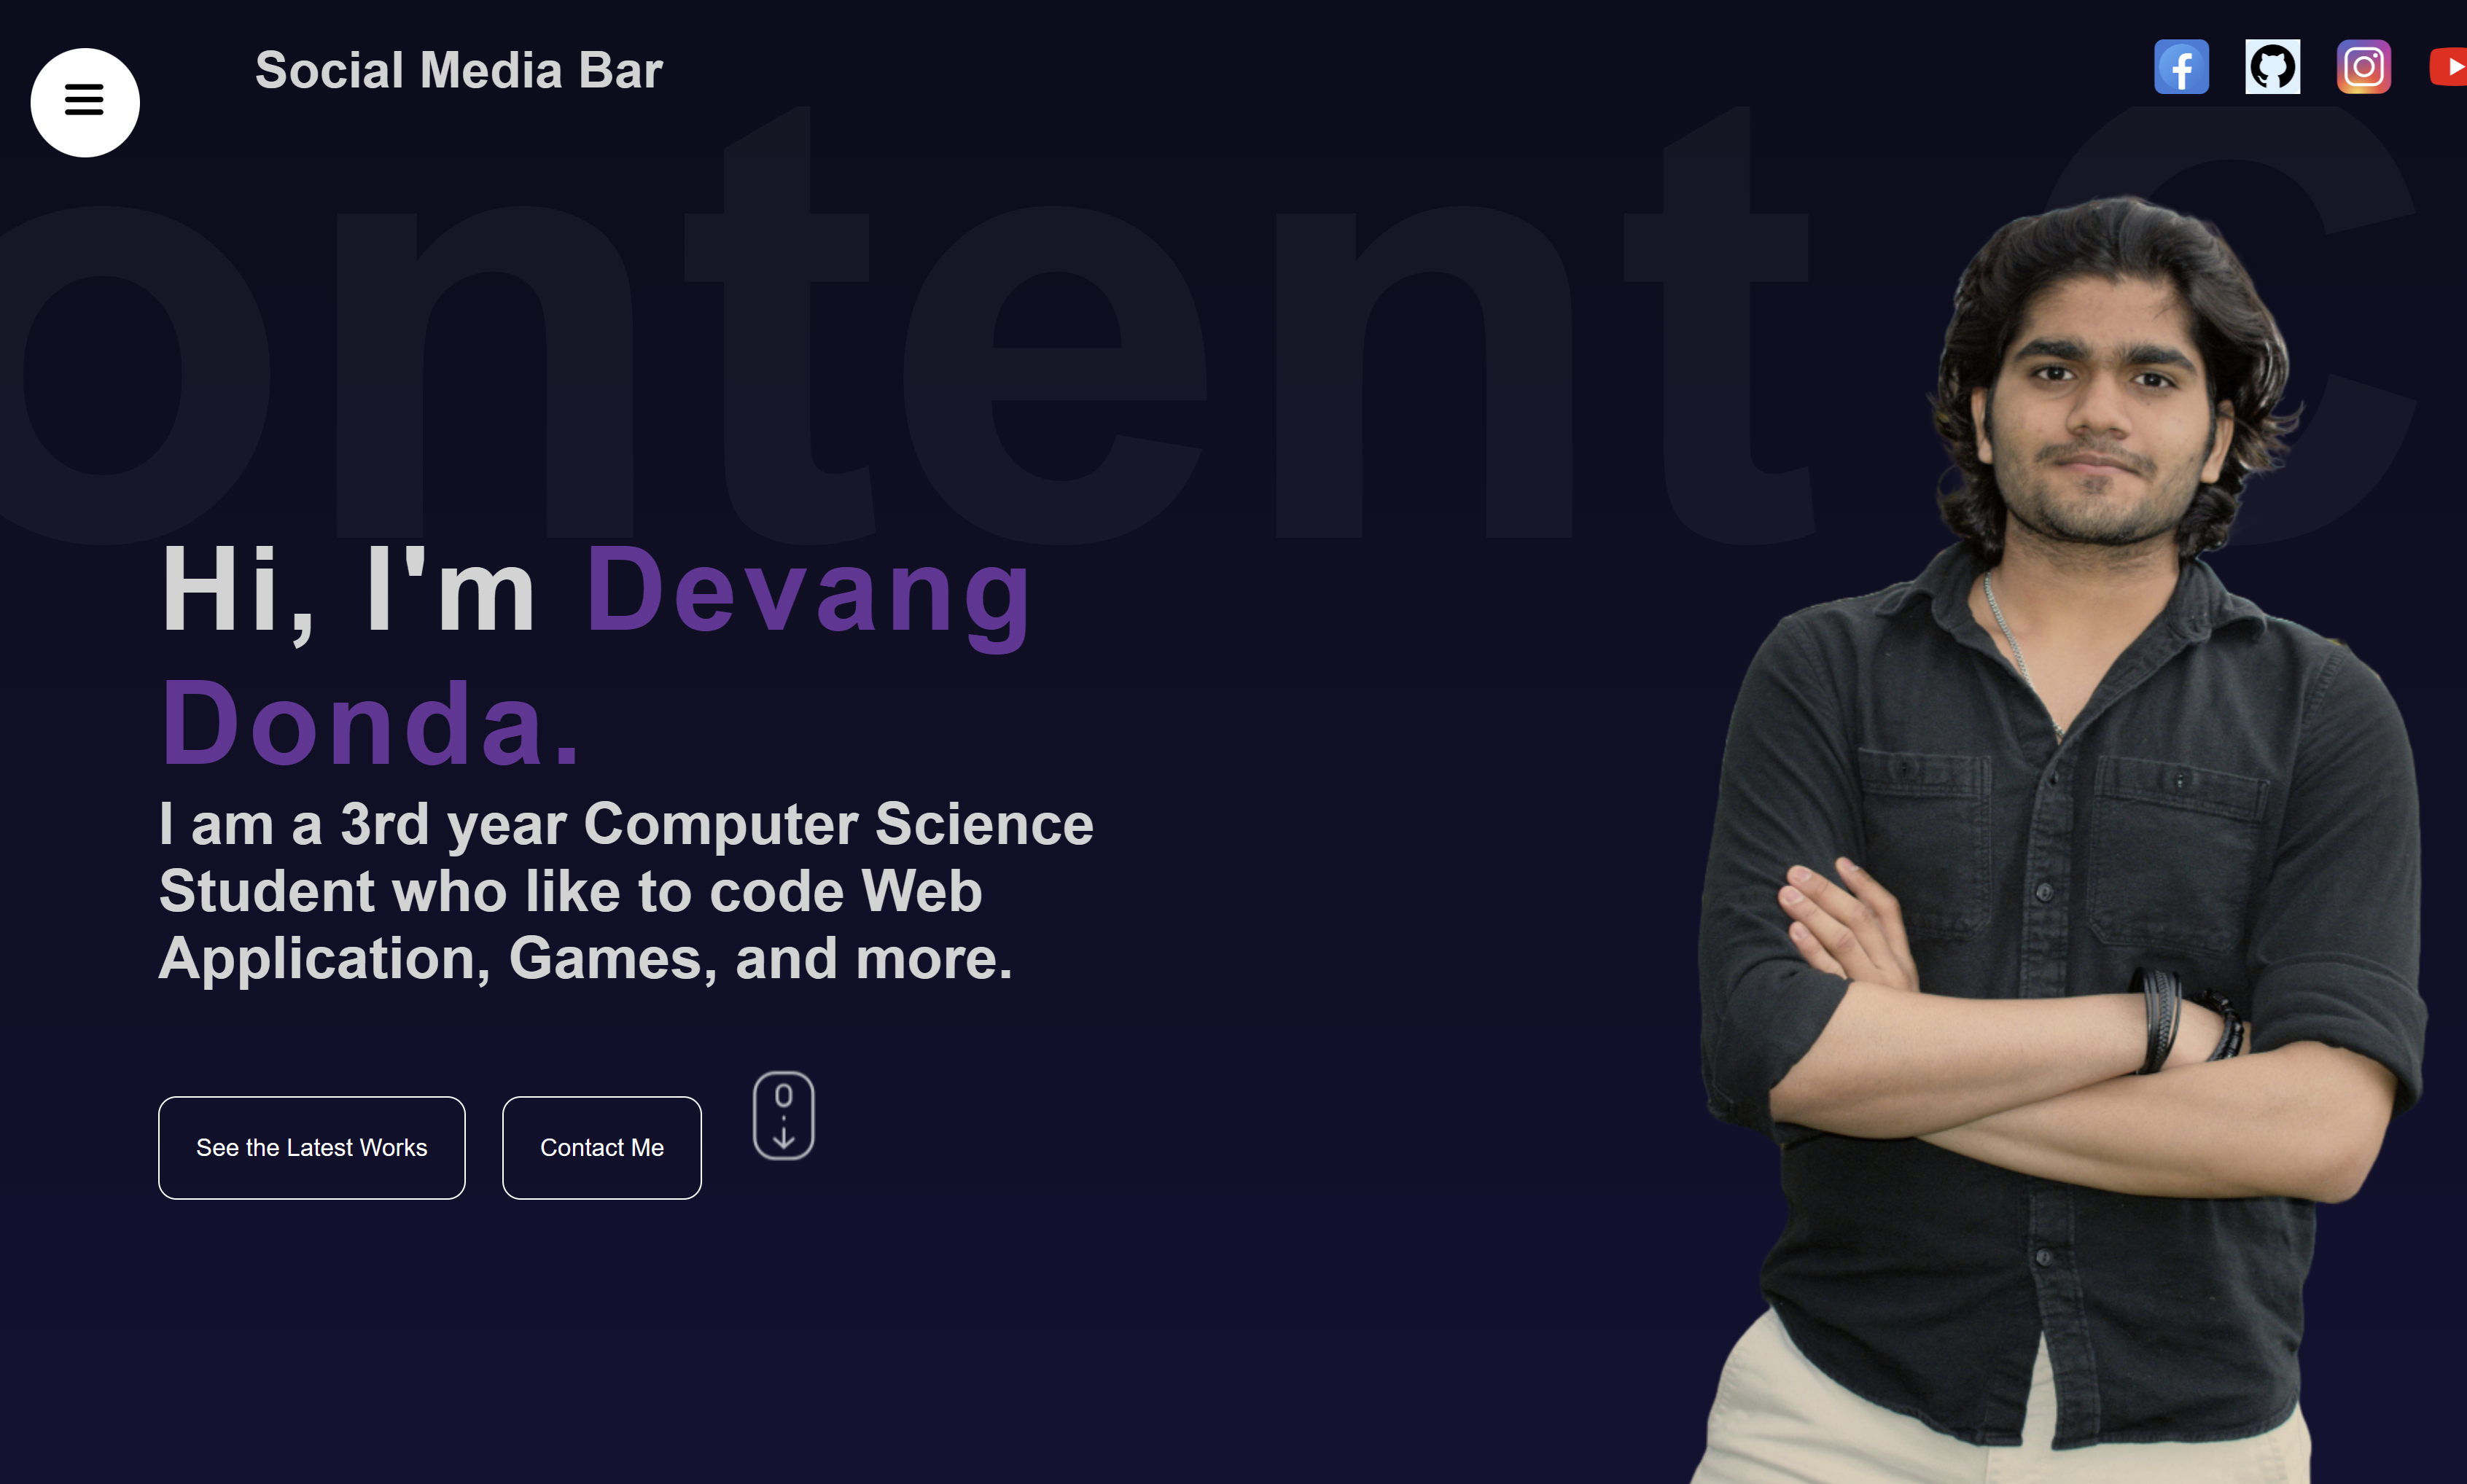 Social Media Bar
ontent C
Hi, I'm Devang
Donda.
I am a 3rd year Computer Science
Student who like to code Web
Application, Games, and more.
See the Latest Works
Contact Me